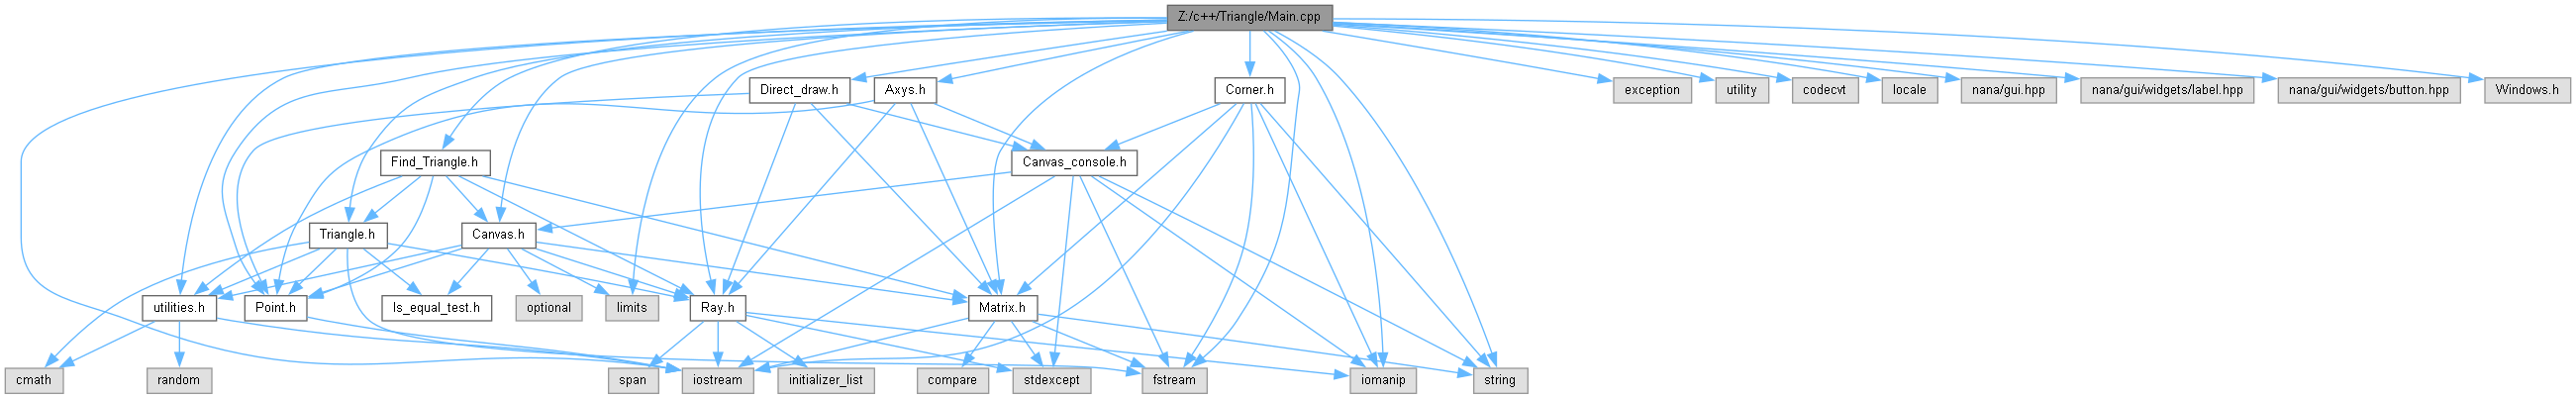 Z:/c++/Triangle/Main.cpp
Direct_draw.h
Axys.h
Corner.h
exception
utility
codecvt
locale
nana/gui.hpp
nana/gui/widgets/label.hpp
nana/gui/widgets/button.hpp
Windows.h
Find_Triangle.h
Canvas_console.h
Triangle.h
Canvas.h
utilities.h
Point.h
Is_equal_test.h
optional
limits
Ray.h
Matrix.h
cmath
random
span
iostream
initializer_list
compare
stdexcept
fstream
iomanip
string